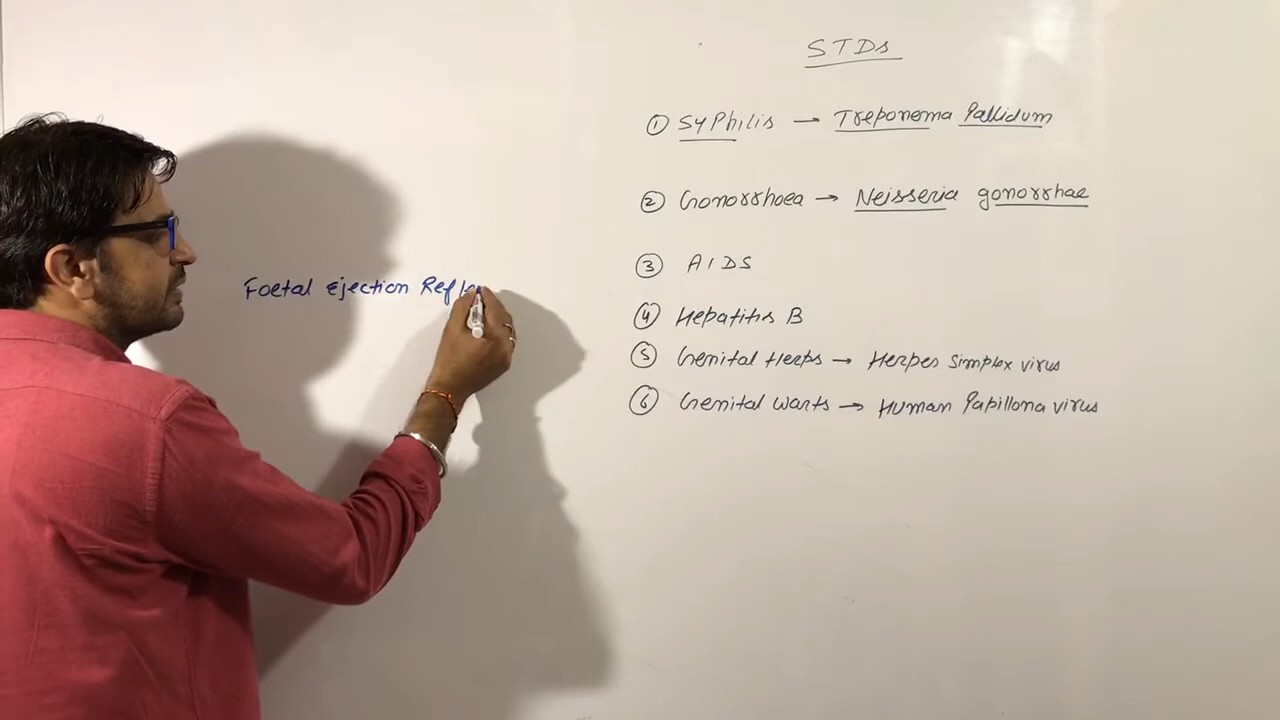 STDs
① Syphilis → Treponema Pallidum
② Gonorrhoea → Neisseria gonorrhae
③ AIDS
④ Hepatitis B
⑤ Genital Herps → Herpes Simplex virus
⑥ Genital Warts → Human Papillona virus
Foetal Ejection